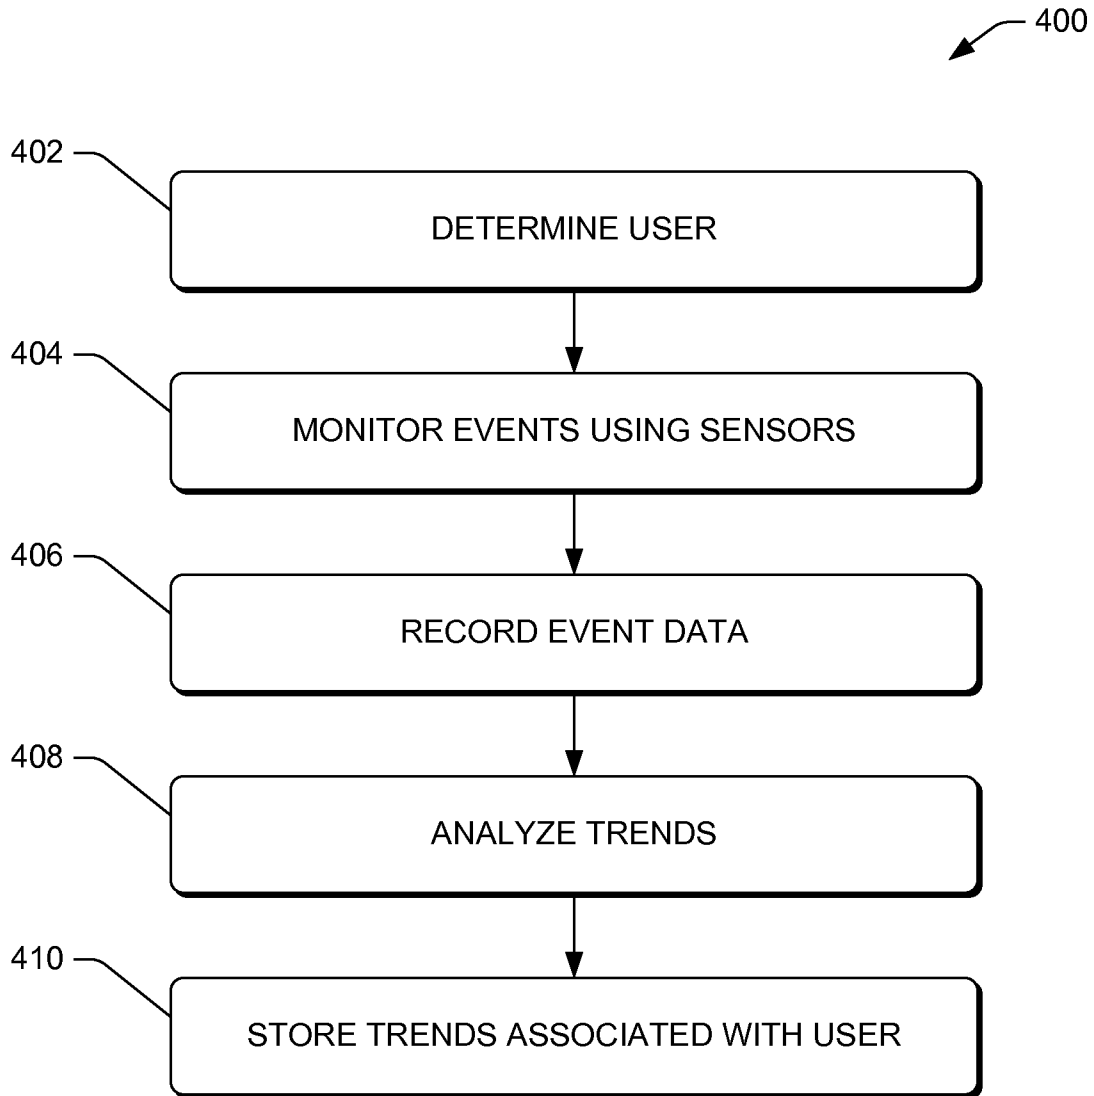 400
402
DETERMINE USER
404
MONITOR EVENTS USING SENSORS
406
RECORD EVENT DATA
408
ANALYZE TRENDS
410
STORE TRENDS ASSOCIATED WITH USER